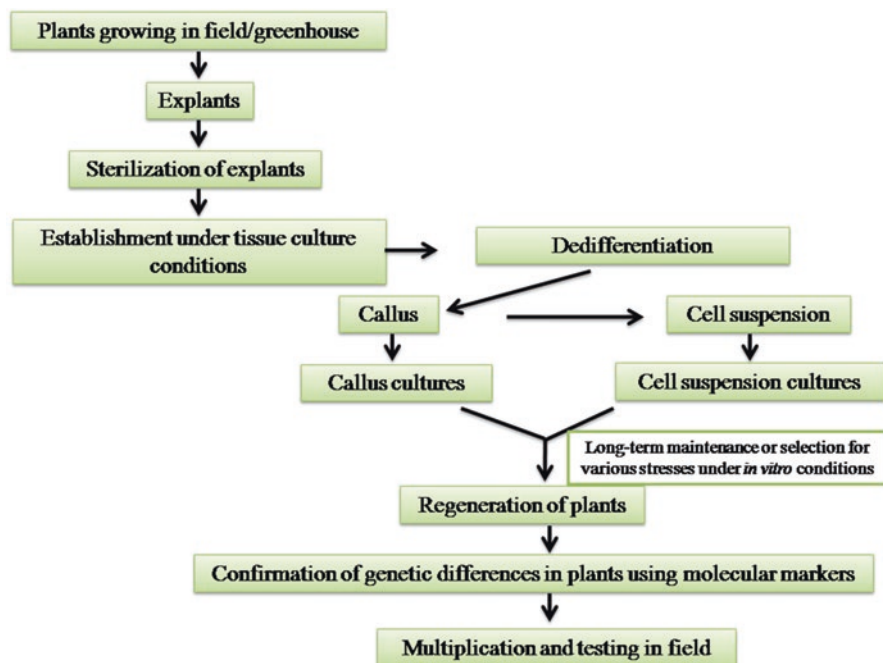 Plants growing in field/greenhouse
Explants
Sterilization of explants
Establishment under tissue culture
conditions
Dedifferentiation
Callus
Cell suspension
Callus cultures
Cell suspension cultures
Long-term maintenance or selection for
various stresses under in vitro conditions
Regeneration of plants
Confirmation of genetic differences in plants using molecular markers
Multiplication and testing in field